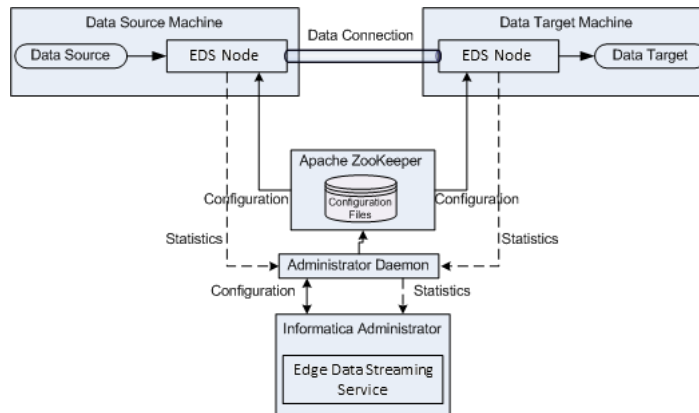 Data Source Machine
Data Target Machine
Data Connection
Data Source
EDS Node
EDS Node
Data Target
Apache ZooKeeper
Configuration
Files
Configuration
Configuration
Statistics
Statistics
Administrator Daemon
Configuration
Statistics
Informatica Administrator
Edge Data Streaming
Service